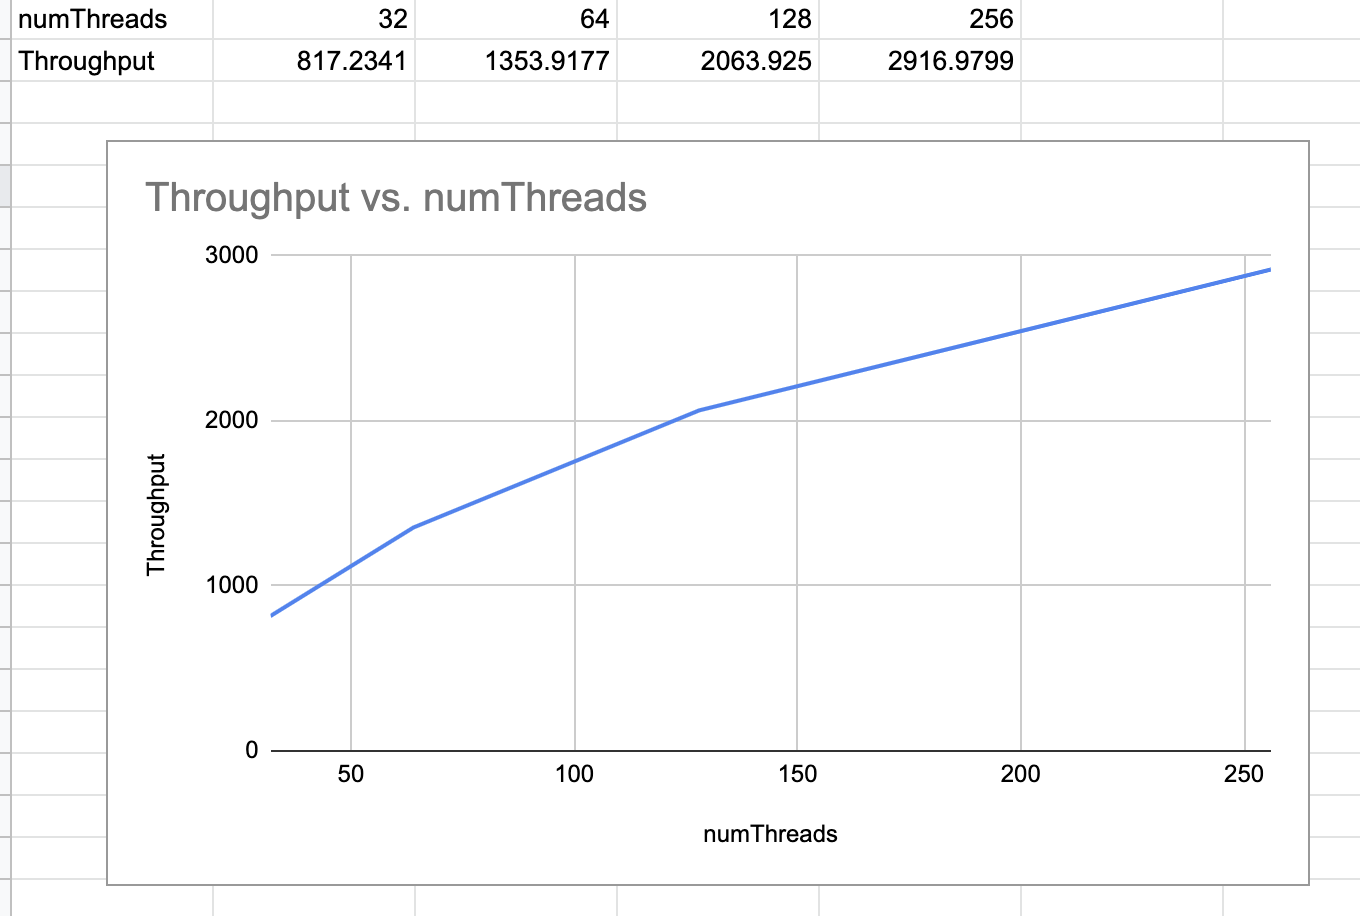 numThreads 32 64 128 256
Throughput 817.2341 1353.9177 2063.925 2916.9799
Throughput vs. numThreads
3000
2000
1000
0
Throughput
50 100 150 200 250
numThreads